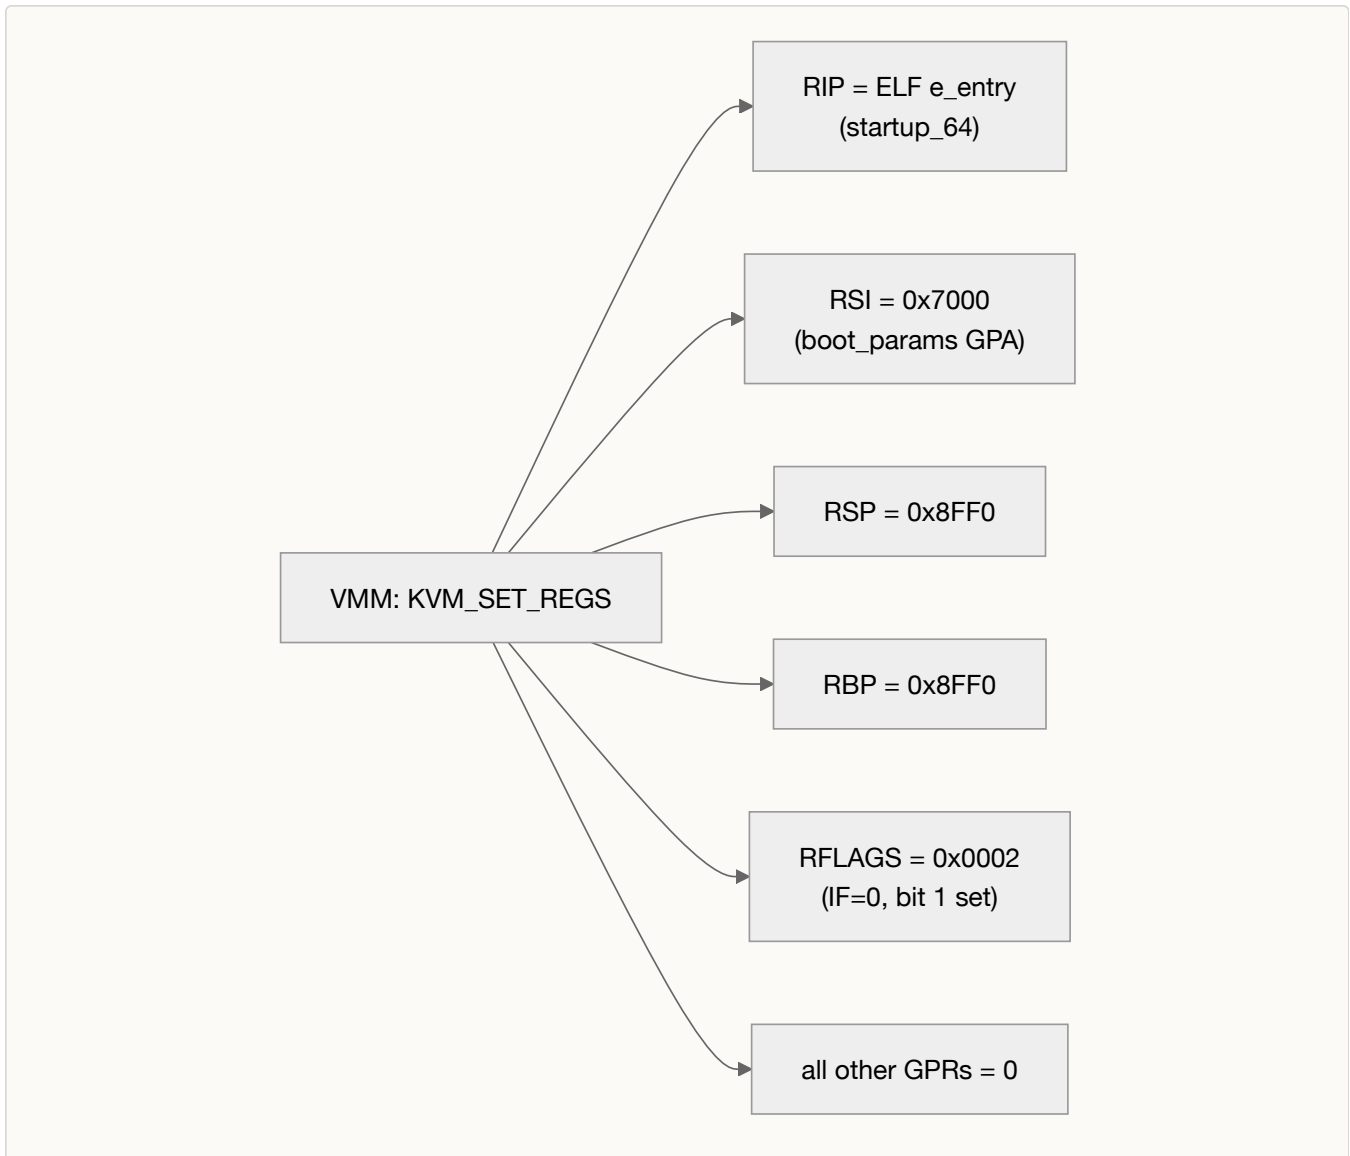 RIP = ELF e_entry
(startup_64)
RSI = 0x7000
(boot_params GPA)
RSP = 0x8FF0
VMM: KVM_SET_REGS
RBP = 0x8FF0
RFLAGS = 0x0002
(IF=0, bit 1 set)
all other GPRs = 0